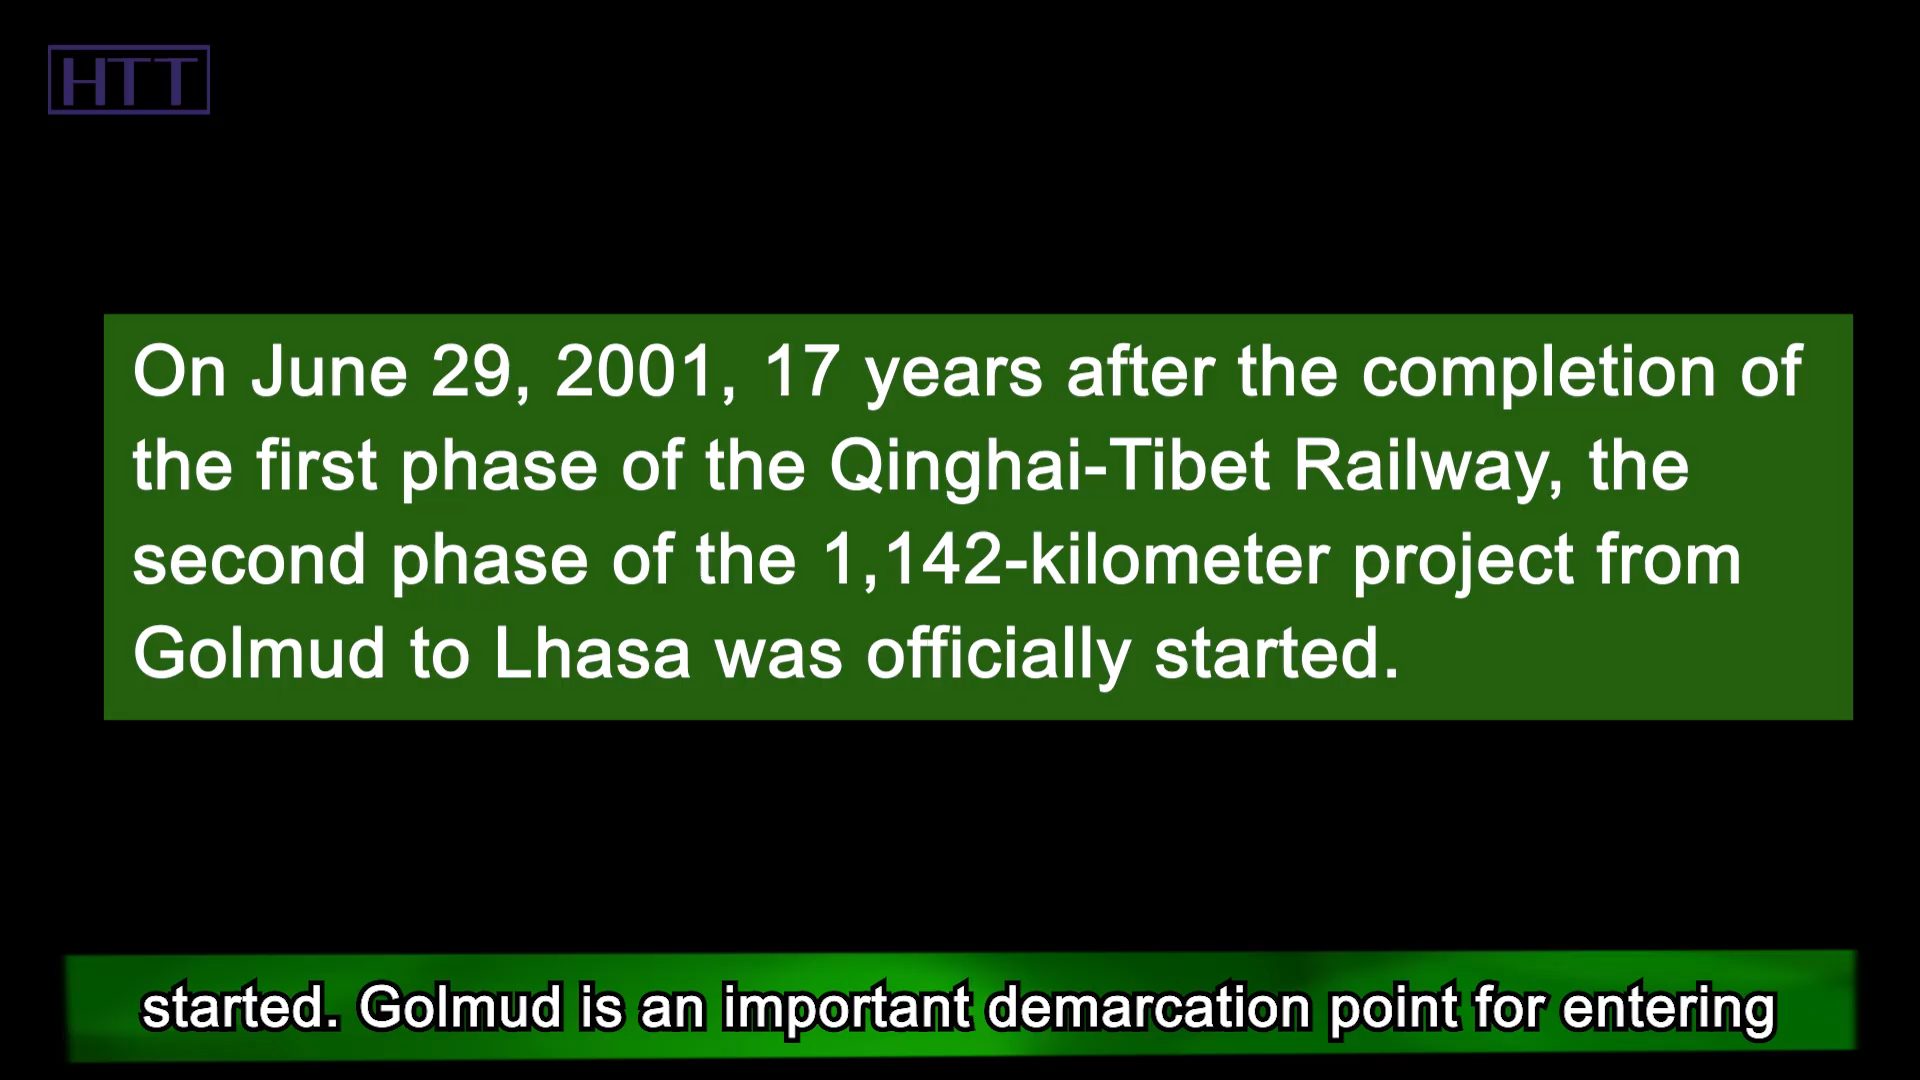 HTT
On June 29, 2001, 17 years after the completion of
the first phase of the Qinghai-Tibet Railway, the
second phase of the 1,142-kilometer project from
Golmud to Lhasa was officially started.
started. Golmud is an important demarcation point for entering